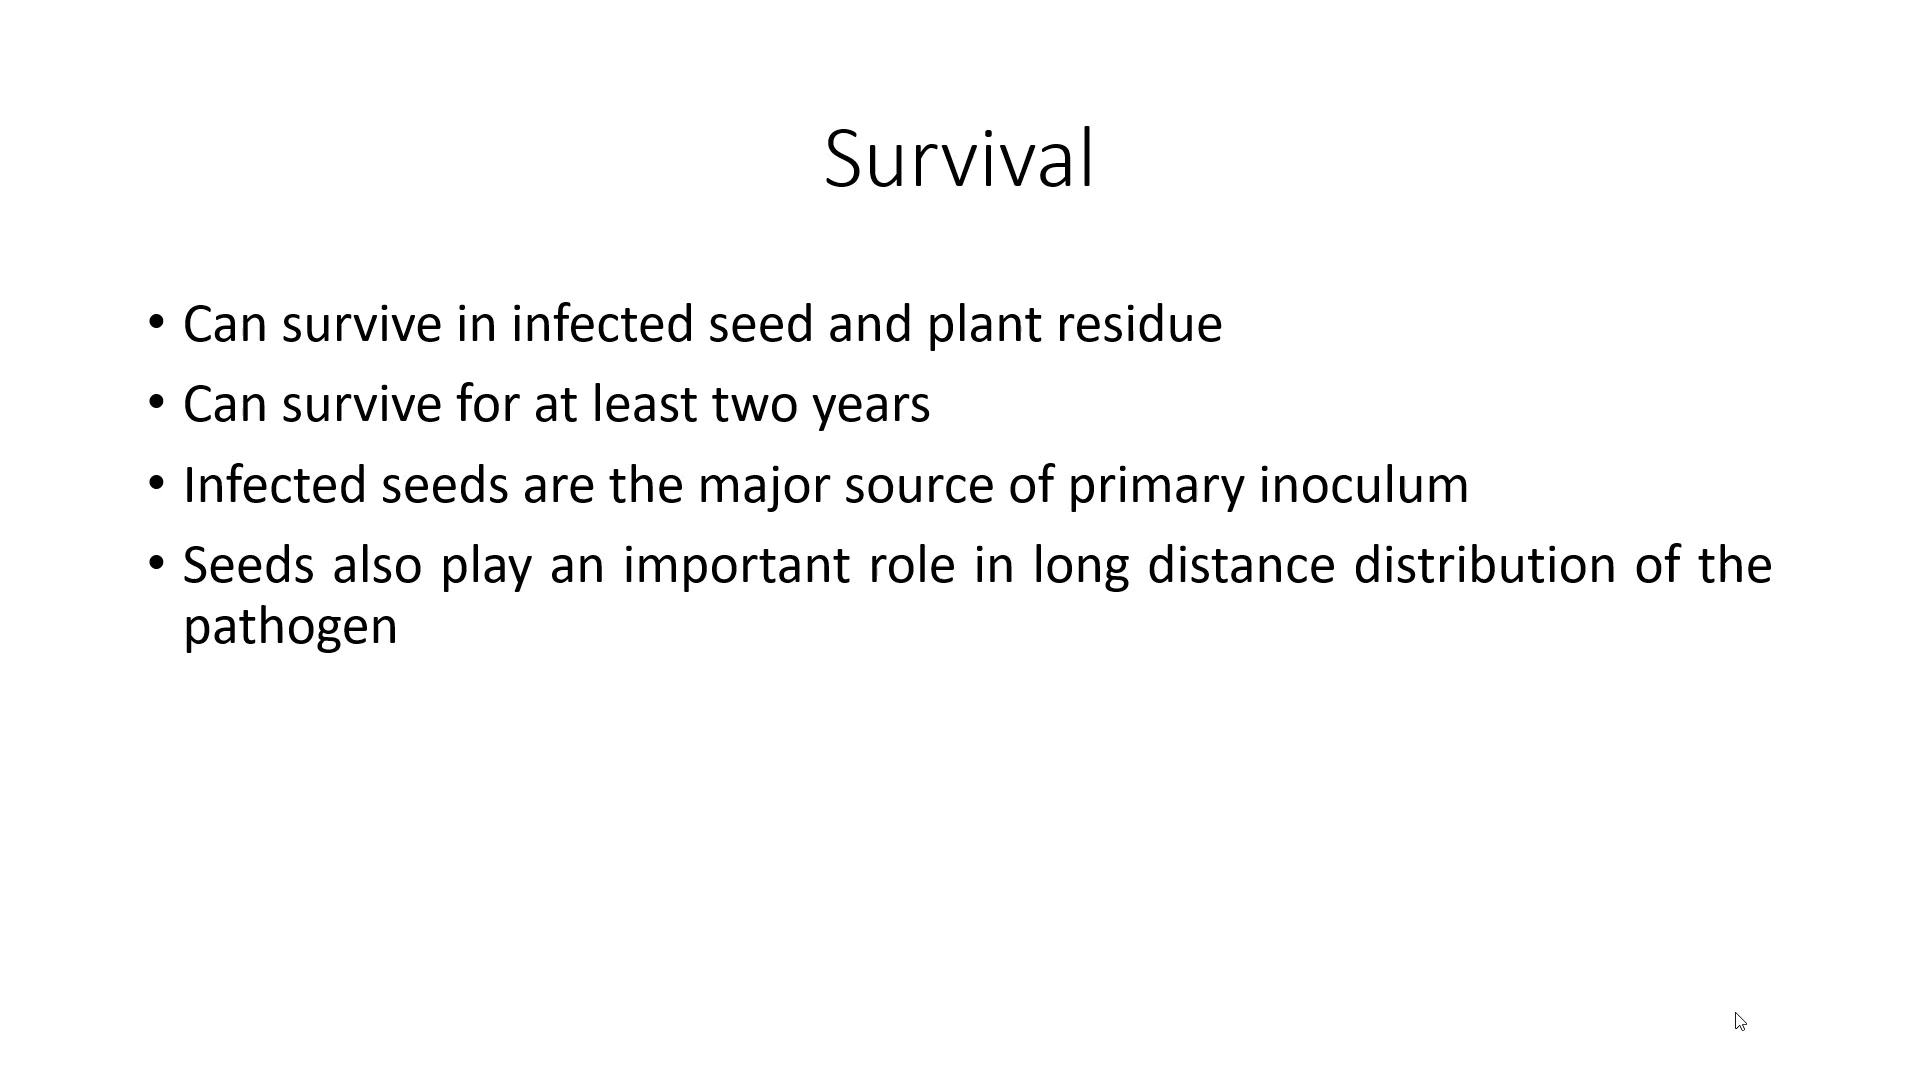 Survival
• Can survive in infected seed and plant residue
• Can survive for at least two years
• Infected seeds are the major source of primary inoculum
• Seeds also play an important role in long distance distribution of the
pathogen